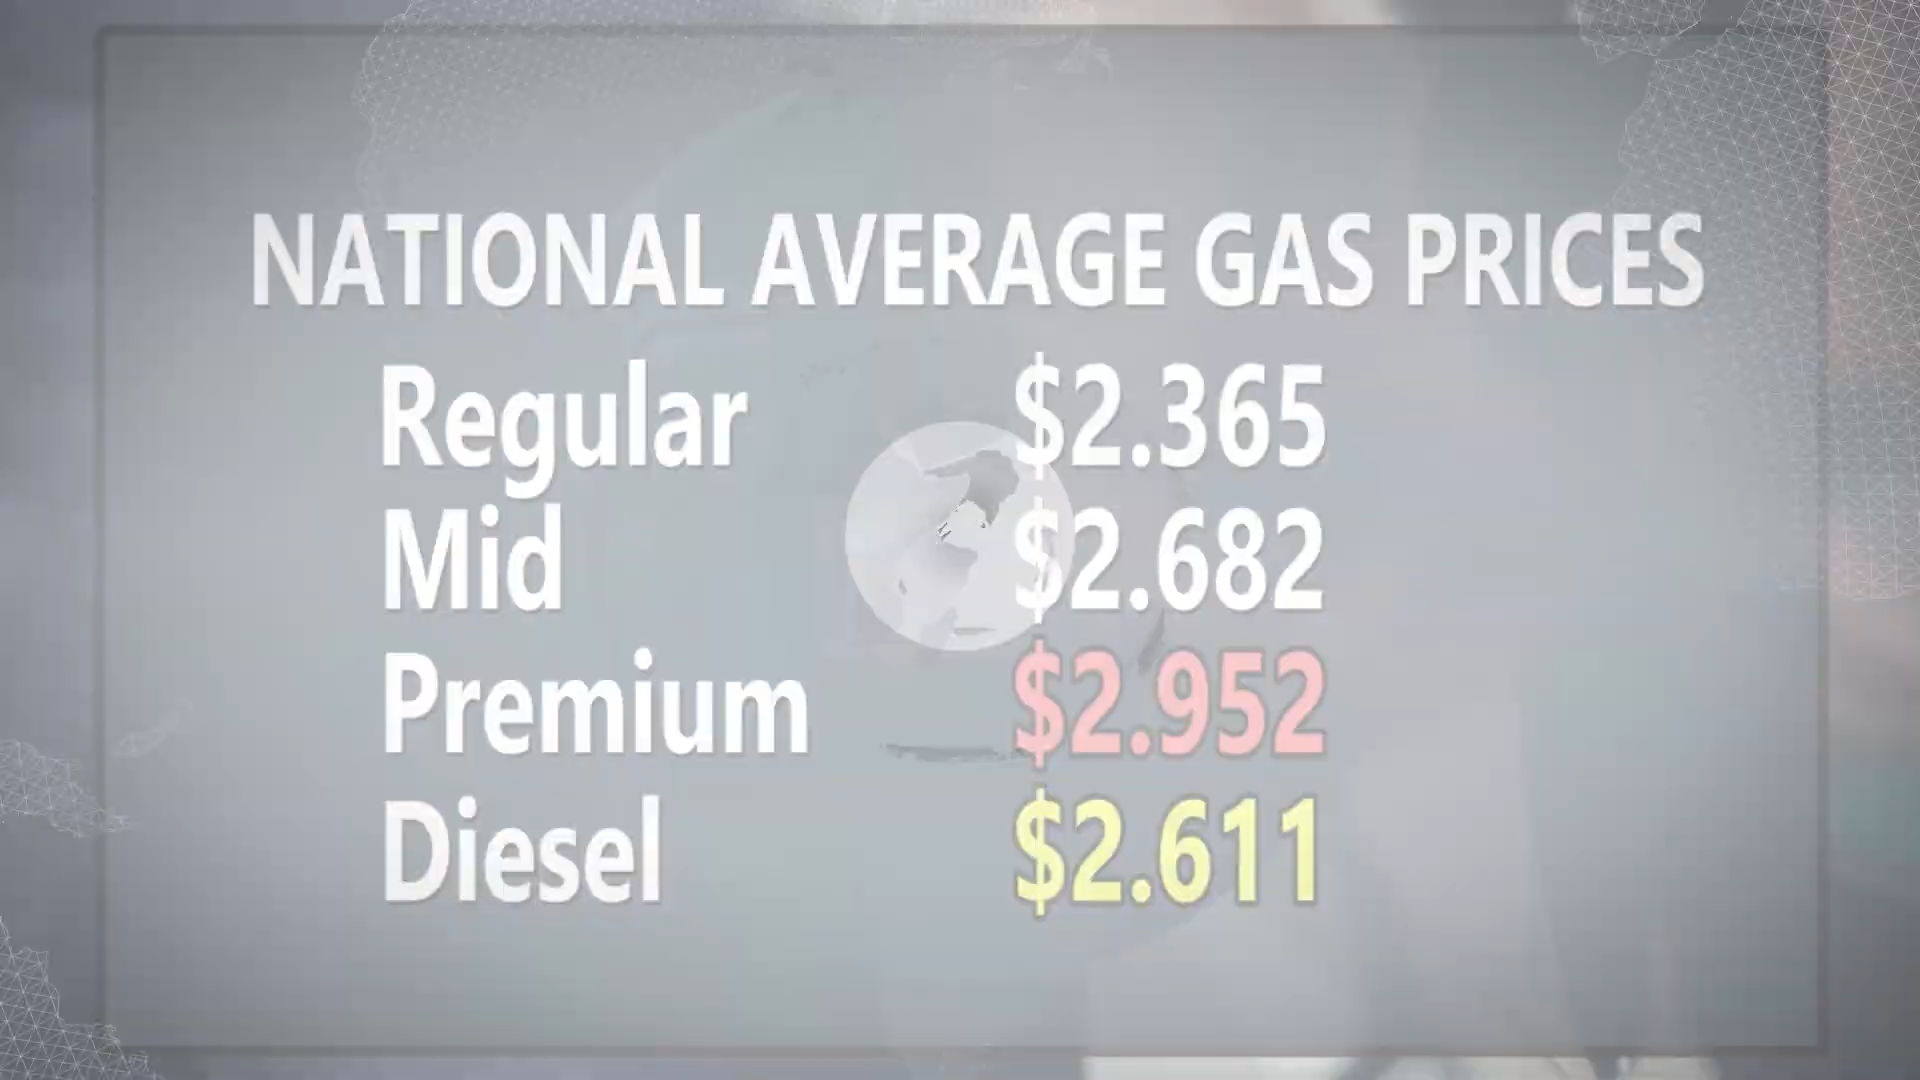 NATIONAL AVERAGE GAS PRICES
Regular $2.365
Mid $2.682
Premium $2.952
Diesel $2.611